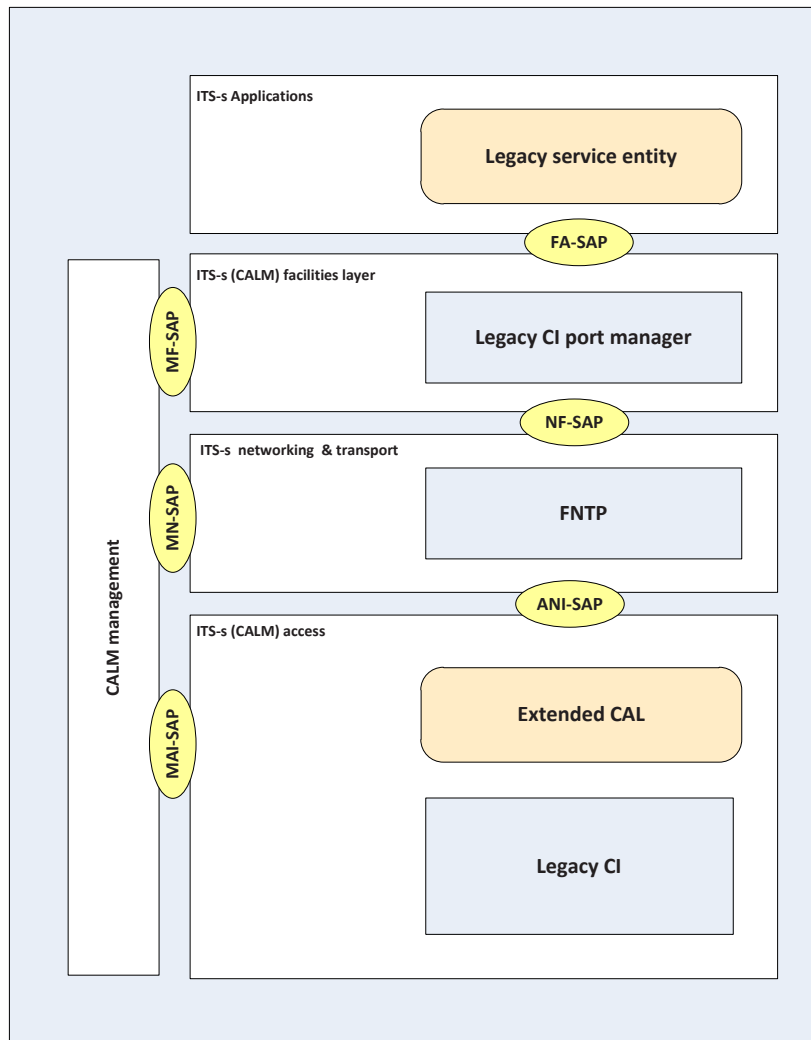 ITS-s Applications
Legacy service entity
FA-SAP
ITS-s (CALM) facilities layer
MF-SAP
Legacy CI port manager
NF-SAP
ITS-s networking & transport
MN-SAP
FNTP
ANI-SAP
ITS-s (CALM) access
CALM management
MAI-SAP
Extended CAL
Legacy CI